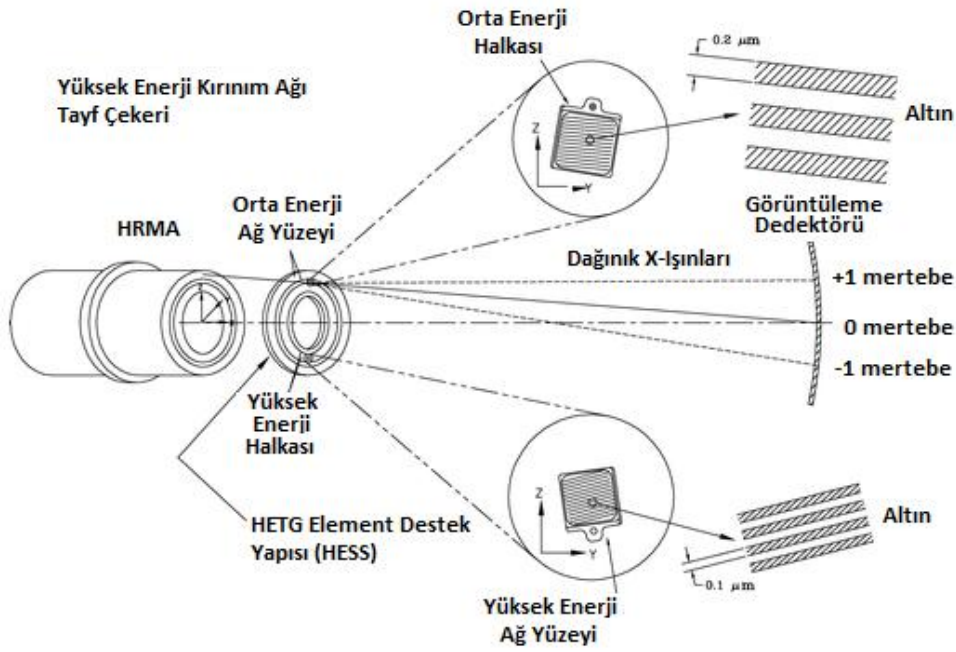 Yüksek Enerji Kırınım Ağı
Tayf Çekeri
Orta Enerji
Halkası
0.2 μm
Altın
Z
Y
Görüntüleme
Dedektörü
HRMA
Orta Enerji
Ağ Yüzeyi
Dağınık X-Işınları
+1 mertebe
0 mertebe
-1 mertebe
Z
Yüksek
Enerji
Halkası
HETG Element Destek
Yapısı (HESS)
Z
Y
Altın
0.1 μm
Yüksek Enerji
Ağ Yüzeyi